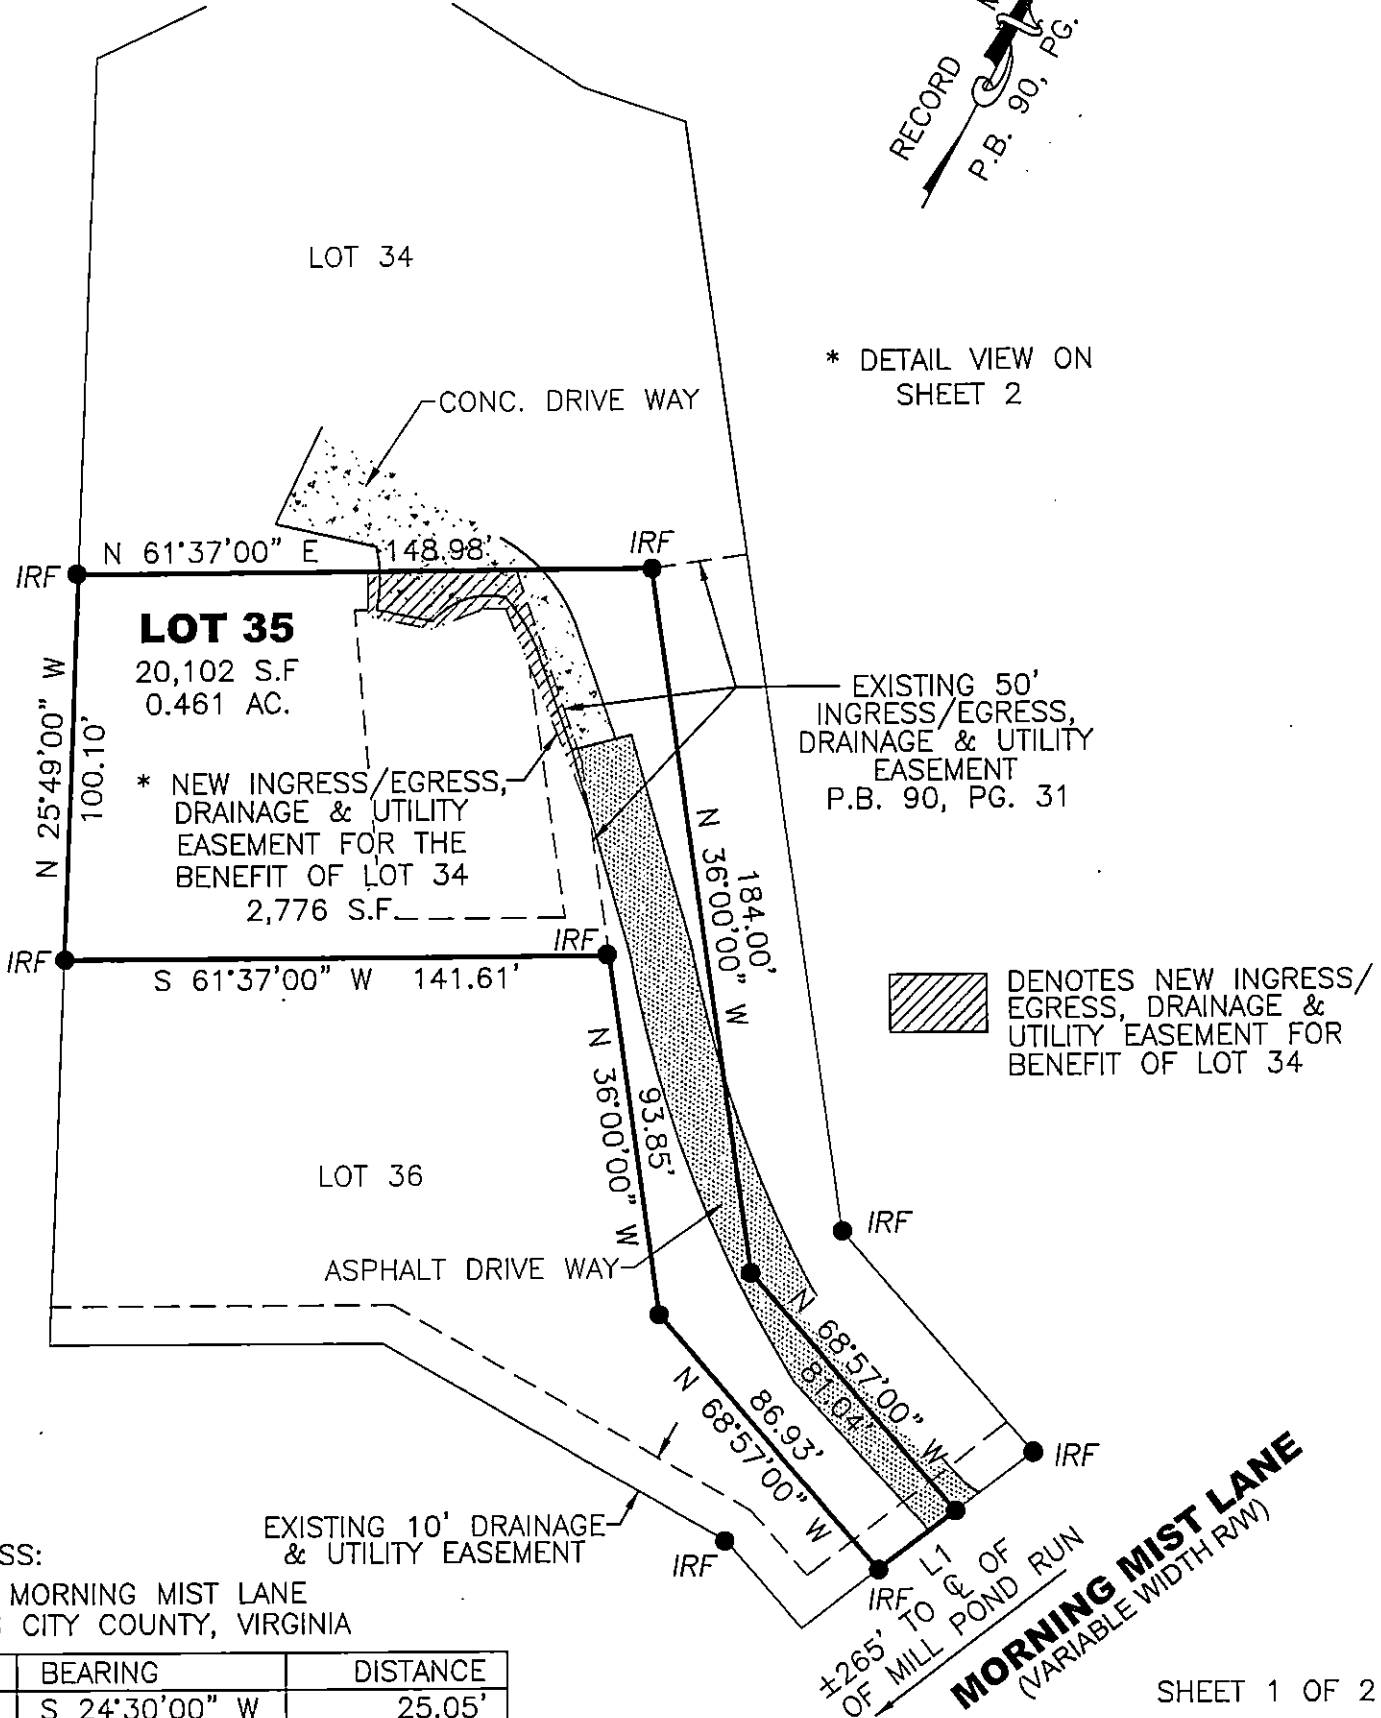 RECORD
P.B. 90, PG.
LOT 34
* DETAIL VIEW ON
SHEET 2
CONC. DRIVE WAY
N 61°37'00" E 148.98'
IRF
IRF
LOT 35
20,102 S.F
0.461 AC.
N 25°49'00" W
100.10'
EXISTING 50'
INGRESS/EGRESS,
DRAINAGE & UTILITY
EASEMENT
P.B. 90, PG. 31
* NEW INGRESS/EGRESS,
DRAINAGE & UTILITY
EASEMENT FOR THE
BENEFIT OF LOT 34
2,776 S.F.
N 36°00'00" W
184.00'
IRF
IRF
S 61°37'00" W 141.61'
DENOTES NEW INGRESS/
EGRESS, DRAINAGE &
UTILITY EASEMENT FOR
BENEFIT OF LOT 34
N 36°00'00" W
93.85'
LOT 36
IRF
ASPHALT DRIVE WAY
N 68°57'00" W
81.04'
N 68°57'00" W
86.93'
IRF
EXISTING 10' DRAINAGE
& UTILITY EASEMENT
IRF
IRF
L1
±265' TO ℄ OF
OF MILL POND RUN
MORNING MIST LANE
(VARIABLE WIDTH R/W)
SS:
MORNING MIST LANE
CITY COUNTY, VIRGINIA
BEARING DISTANCE
S 24°30'00" W 25.05'
SHEET 1 OF 2